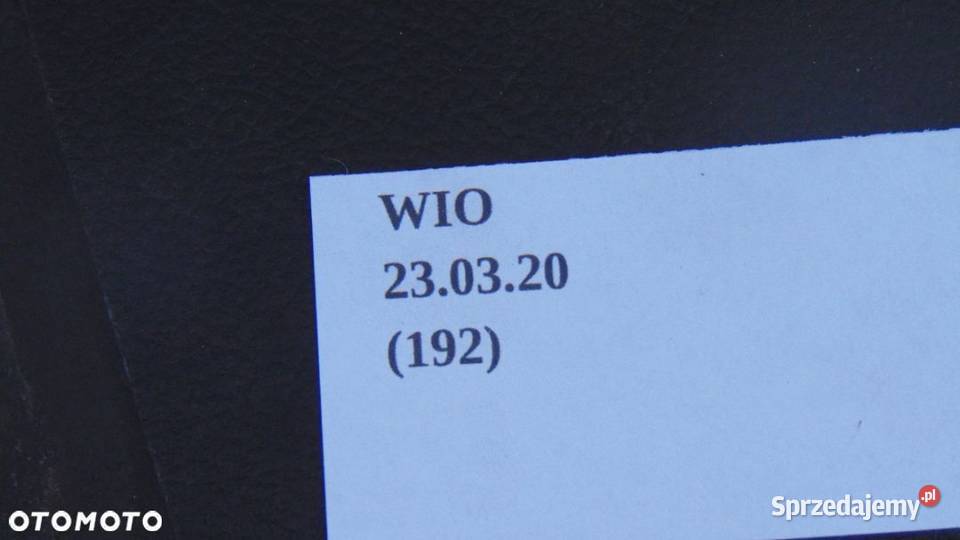 WIO
23.03.20
(192)
OTOMOTO
Sprzedajemy.pl